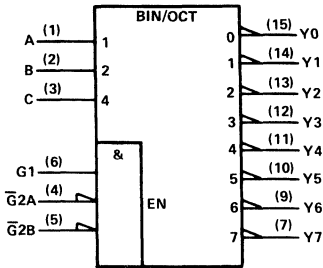 BIN/OCT
A (1) 1 0 (15) Y0
1 (14) Y1
B (2) 2
2 (13) Y2
C (3) 4
3 (12) Y3
4 (11) Y4
&
G1 (6) 5 (10) Y5
G̅2A (4) EN 6 (9) Y6
G̅2B (5) 7 (7) Y7